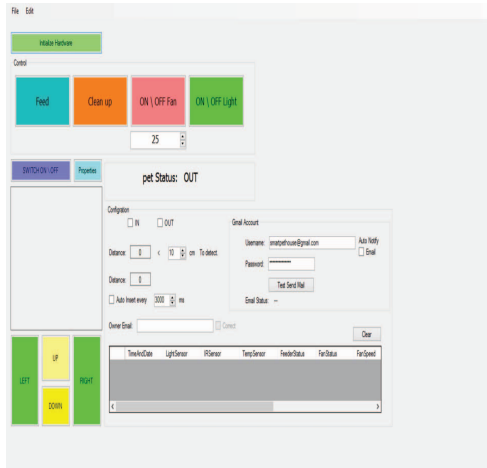 File Edit
Initialize Hardware
Control
Feed Clean up ON \ OFF Fan ON \ OFF Light
25
SWITCH ON \ OFF Properties
pet Status: OUT
Configration
IN OUT
Distance: 0 < 10 cm To detect.
Distance: 0
Auto Insert every 3000 ms
Gmail Account
Username: smartpethouse@gmail.com
Password: **************
Test Send Mail
Email Status: --
Auto Notify
Email
Owner Email: Correct
Clear
TimeAndDate LightSensor IRSensor TempSensor FeederStatus FanStatus FanSpeed
LEFT UP RIGHT
DOWN